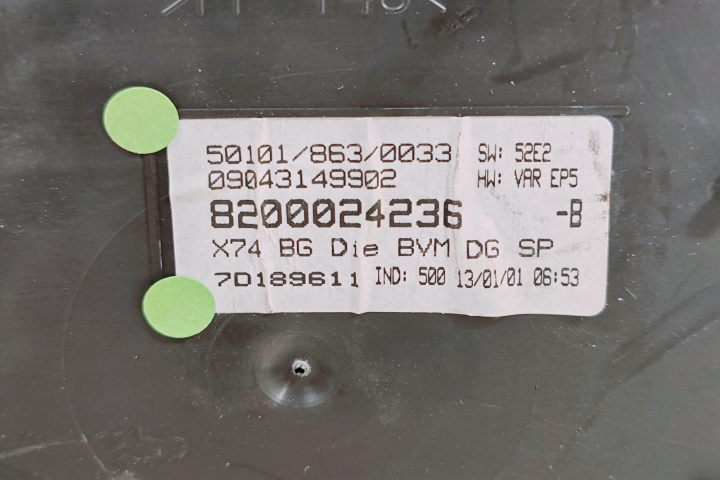 50101/863/0033 SW: 52E2
09043149902 HW: VAR EP5
8200024236 -B
X74 BG Die BVM DG SP
7D189611 IND: 500 13/01/01 06:53